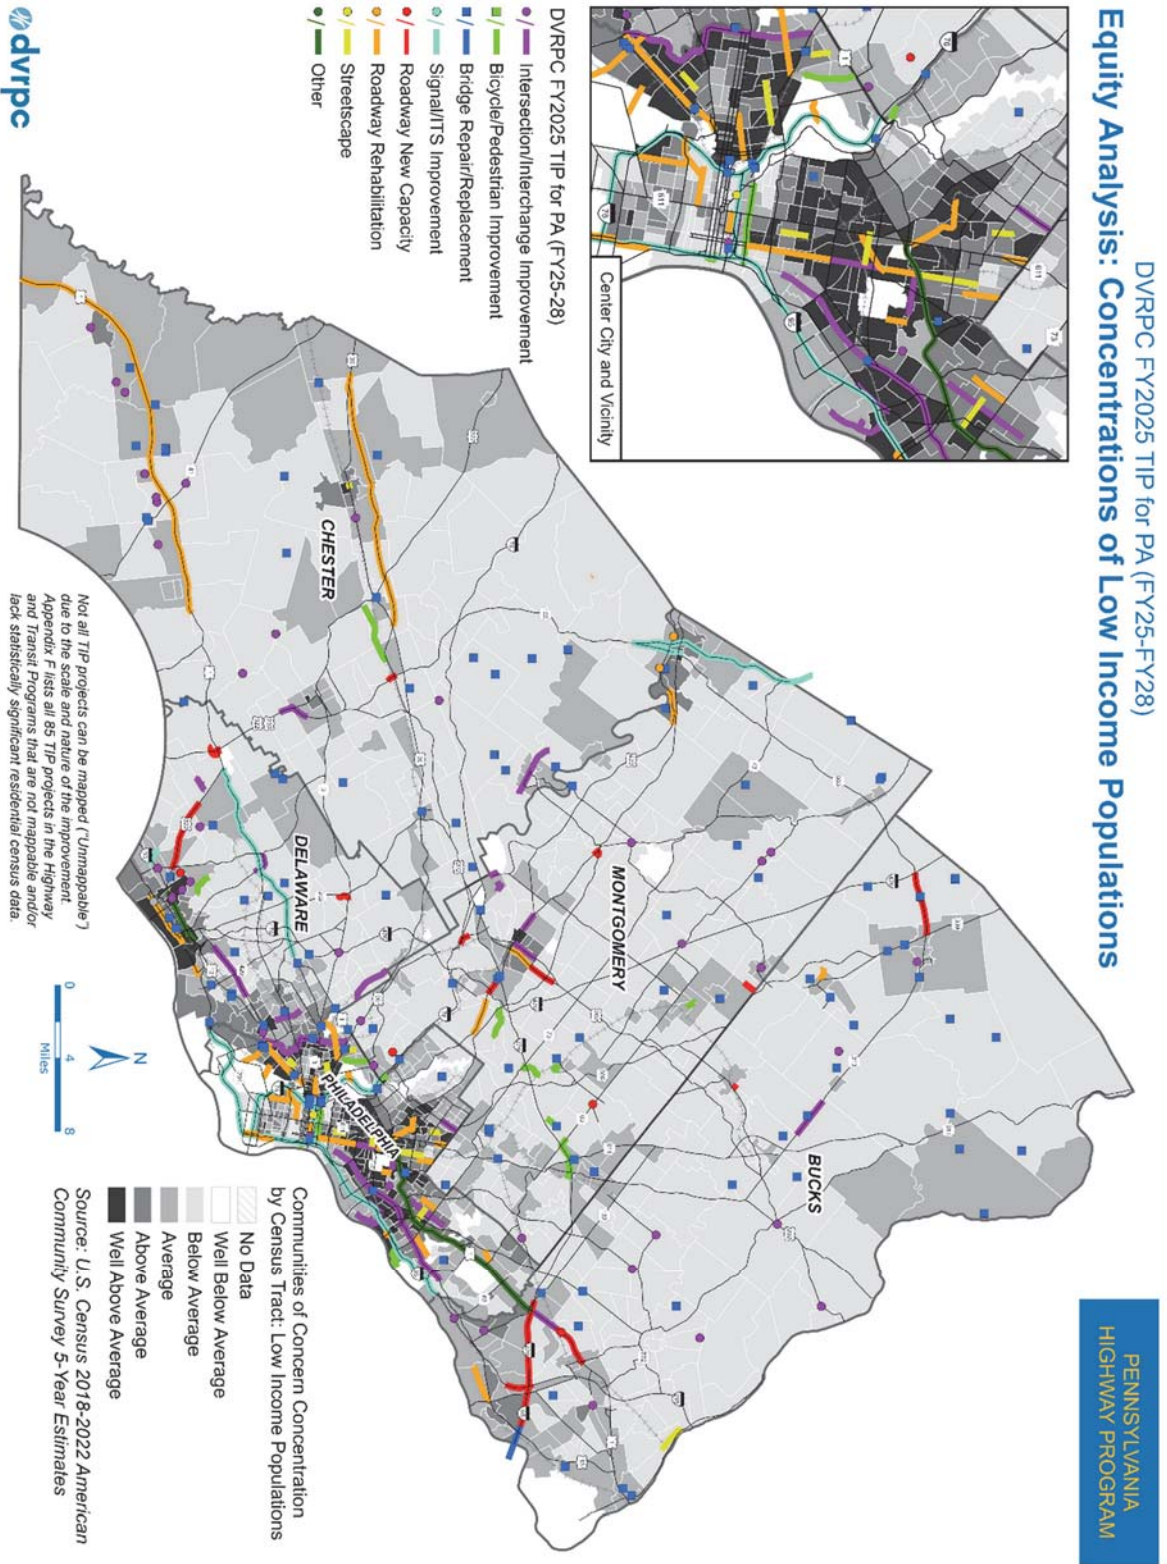 DVRPC FY2025 TIP for PA (FY25-FY28)
Equity Analysis: Concentrations of Low Income Populations
PENNSYLVANIA
HIGHWAY PROGRAM
Center City and Vicinity
DVRPC FY2025 TIP for PA (FY25-28)
Intersection/Interchange Improvement
Bicycle/Pedestrian Improvement
Bridge Repair/Replacement
Signal/ITS Improvement
Roadway New Capacity
Roadway Rehabilitation
Streetscape
Other
BUCKS
MONTGOMERY
CHESTER
DELAWARE
PHILADELPHIA
Communities of Concern Concentration
by Census Tract: Low Income Populations
No Data
Well Below Average
Below Average
Average
Above Average
Well Above Average
Source: U.S. Census 2018-2022 American
Community Survey 5-Year Estimates
N
0 4 8
Miles
Not all TIP projects can be mapped ("Unmappable")
due to the scale and nature of the improvement.
Appendix F lists all 85 TIP projects in the Highway
and Transit Programs that are not mappable and/or
lack statistically significant residential census data.
dvrpc